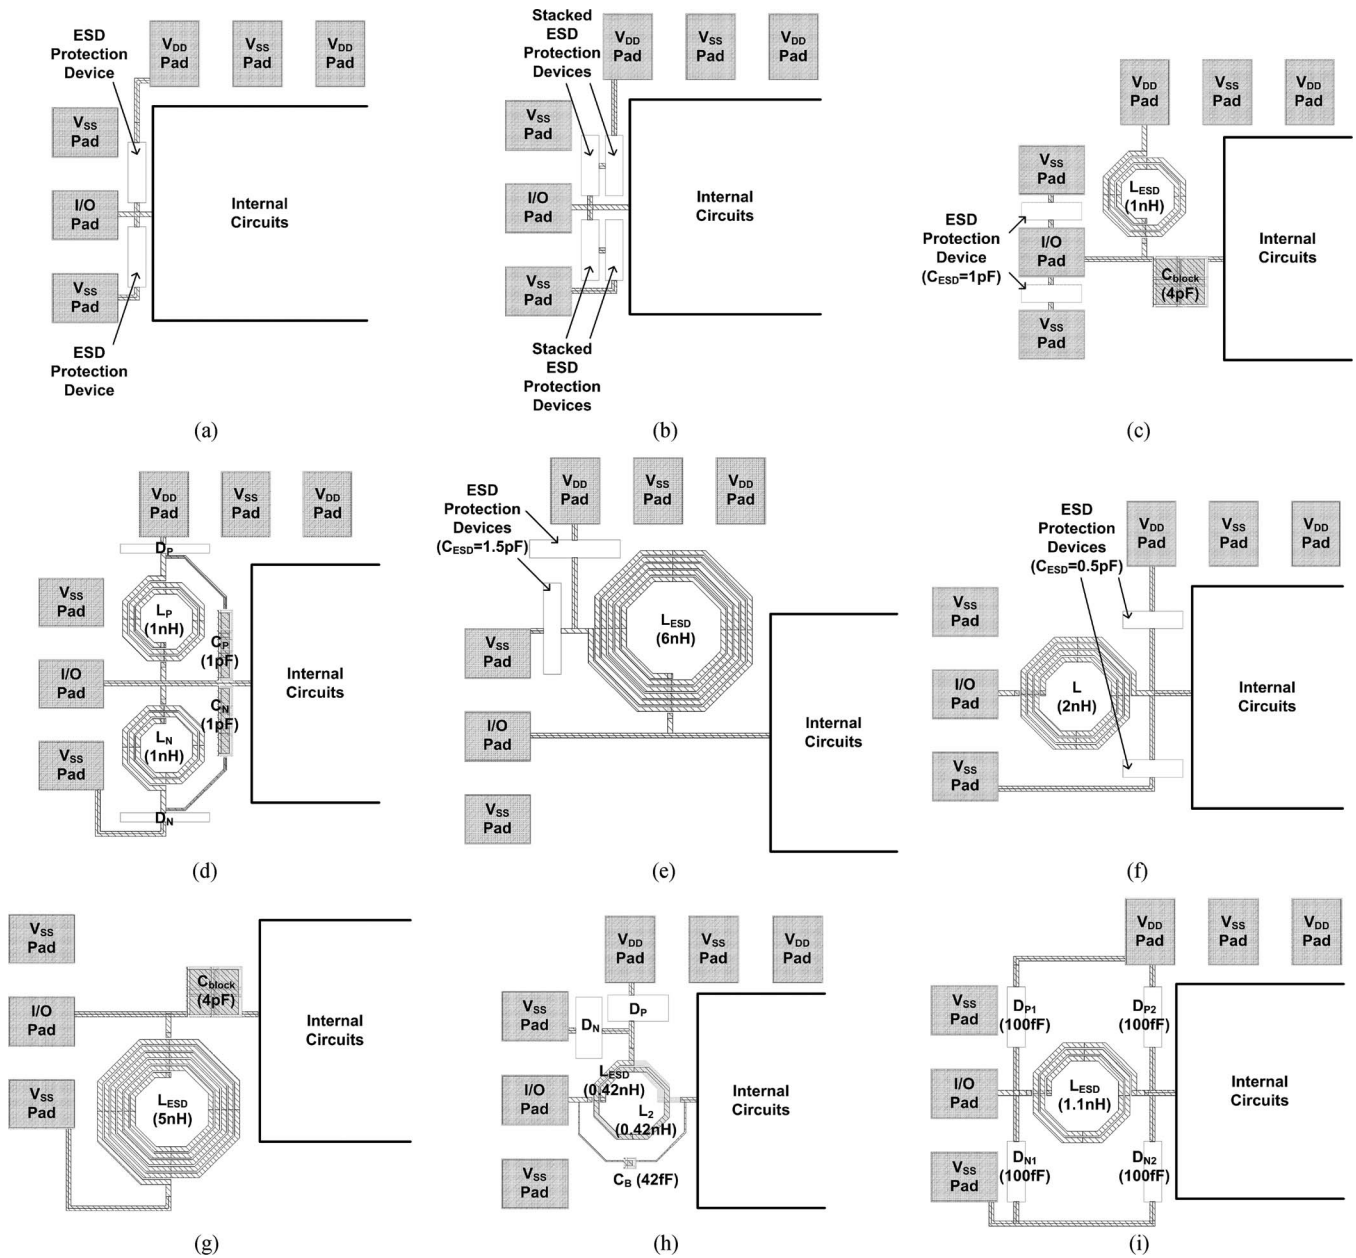 ESD
Protection
Device
VDD
Pad
VSS
Pad
VDD
Pad
VSS
Pad
I/O
Pad
VSS
Pad
Internal
Circuits
ESD
Protection
Device
(a)
Stacked
ESD
Protection
Devices
VDD
Pad
VSS
Pad
VDD
Pad
VSS
Pad
I/O
Pad
VSS
Pad
Internal
Circuits
Stacked
ESD
Protection
Devices
(b)
VDD
Pad
VSS
Pad
VDD
Pad
VSS
Pad
LESD
(1nH)
ESD
Protection
Device
(CESD=1pF)
I/O
Pad
Cblock
(4pF)
VSS
Pad
Internal
Circuits
(c)
VDD
Pad
VSS
Pad
VDD
Pad
DP
VSS
Pad
LP
(1nH)
CP
(1pF)
I/O
Pad
CN
(1pF)
LN
(1nH)
VSS
Pad
DN
Internal
Circuits
(d)
ESD
Protection
Devices
(CESD=1.5pF)
VDD
Pad
VSS
Pad
VDD
Pad
LESD
(6nH)
VSS
Pad
I/O
Pad
VSS
Pad
Internal
Circuits
(e)
ESD
Protection
Devices
(CESD=0.5pF)
VDD
Pad
VSS
Pad
VDD
Pad
VSS
Pad
I/O
Pad
L
(2nH)
VSS
Pad
Internal
Circuits
(f)
VSS
Pad
Cblock
(4pF)
I/O
Pad
VSS
Pad
LESD
(5nH)
Internal
Circuits
(g)
VDD
Pad
VSS
Pad
VDD
Pad
VSS
Pad
DN
DP
I/O
Pad
LESD
(0.42nH)
L2
(0.42nH)
VSS
Pad
CB (42fF)
Internal
Circuits
(h)
VDD
Pad
VSS
Pad
VDD
Pad
VSS
Pad
DP1
(100fF)
DP2
(100fF)
I/O
Pad
LESD
(1.1nH)
VSS
Pad
DN1
(100fF)
DN2
(100fF)
Internal
Circuits
(i)